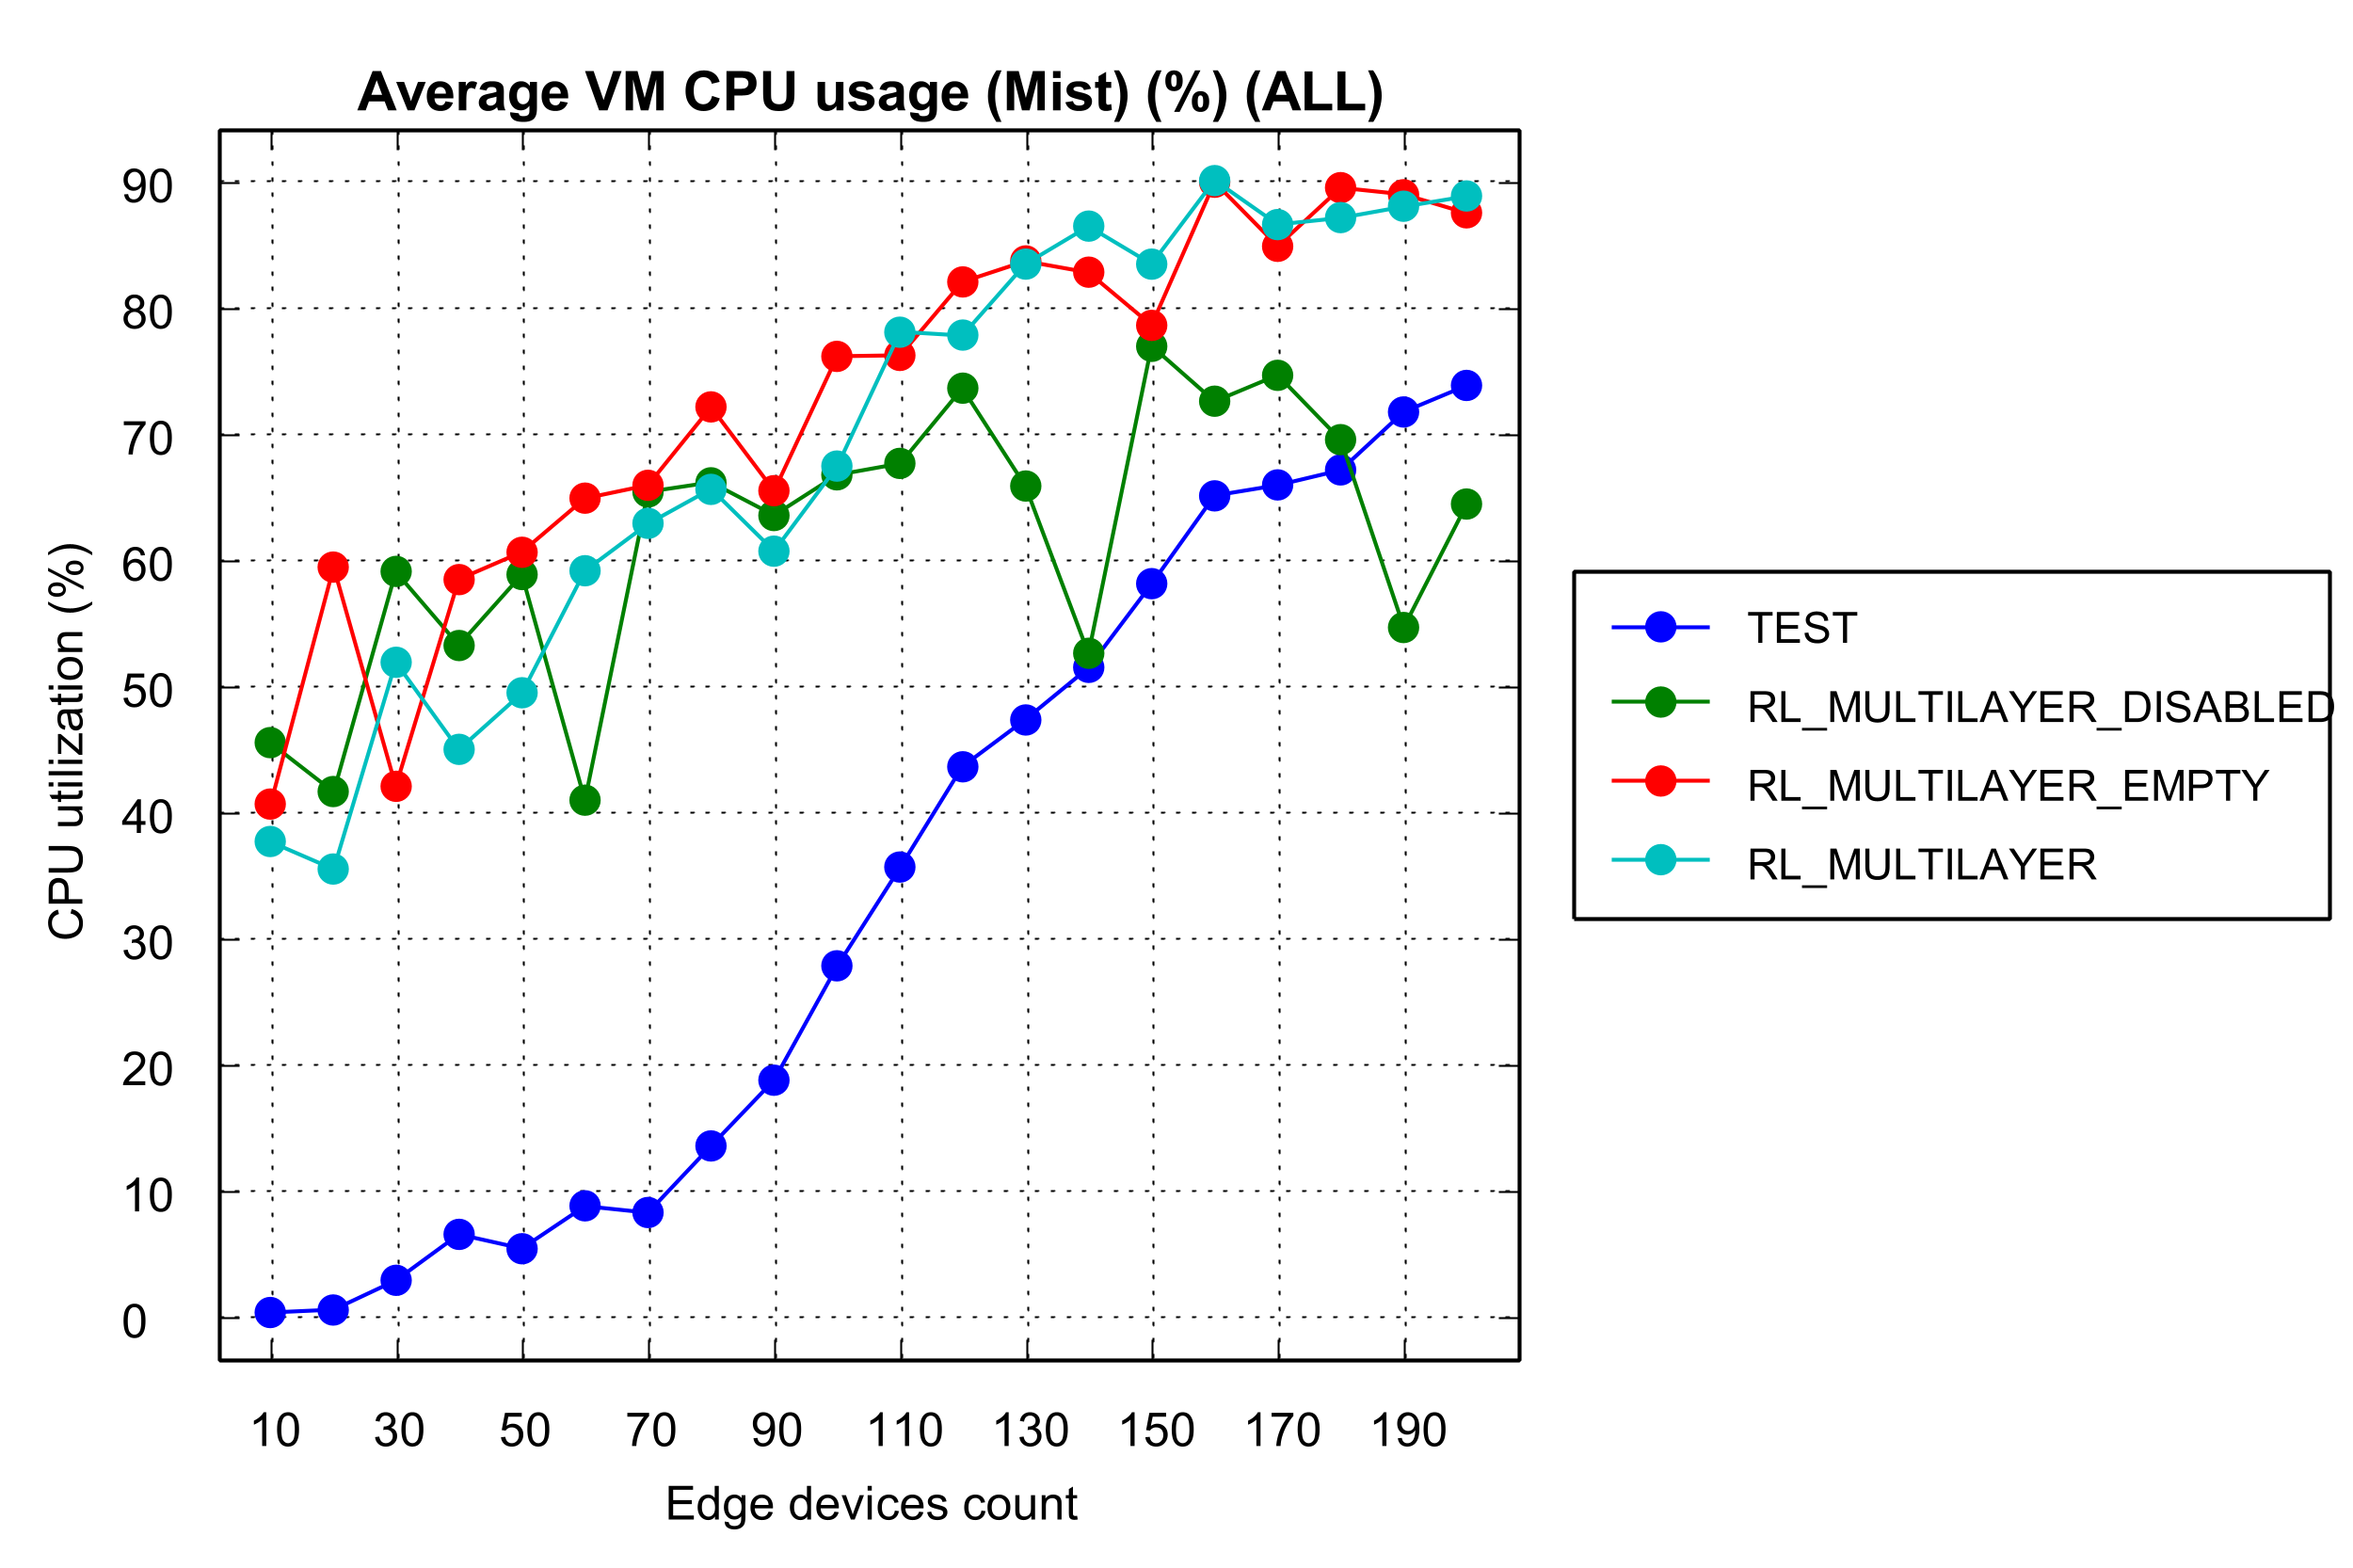 Average VM CPU usage (Mist) (%) (ALL)
CPU utilization (%)
90
80
70
60
50
40
30
20
10
0
10 30 50 70 90 110 130 150 170 190
Edge devices count
TEST
RL_MULTILAYER_DISABLED
RL_MULTILAYER_EMPTY
RL_MULTILAYER